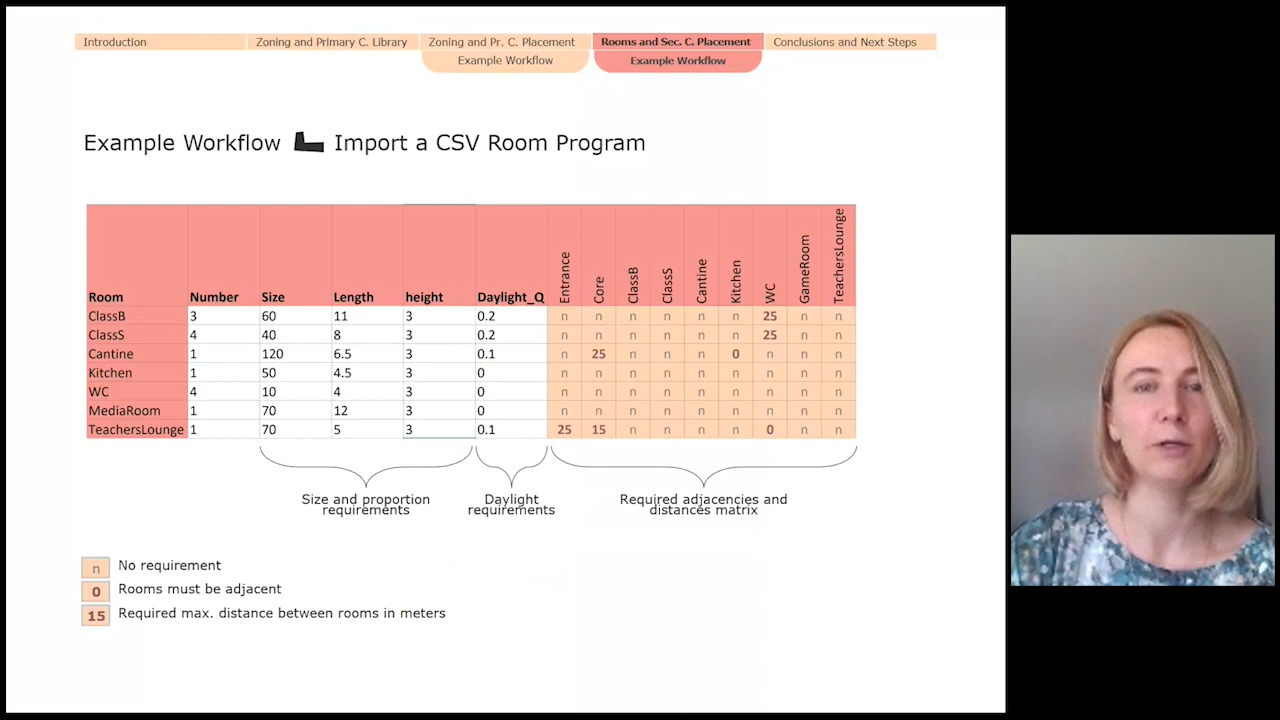 Introduction
Zoning and Primary C. Library
Zoning and Pr. C. Placement
Rooms and Sec. C. Placement
Conclusions and Next Steps
Example Workflow
Example Workflow
Example Workflow Import a CSV Room Program
Room Number Size Length height Daylight_Q Entrance Core ClassB ClassS Cantine Kitchen WC GameRoom TeachersLounge
ClassB 3 60 11 3 0.2 n n n n n n 25 n n
ClassS 4 40 8 3 0.2 n n n n n n 25 n n
Cantine 1 120 6.5 3 0.1 n 25 n n n 0 n n n
Kitchen 1 50 4.5 3 0 n n n n n n n n n
WC 4 10 4 3 0 n n n n n n n n n
MediaRoom 1 70 12 3 0 n n n n n n n n n
TeachersLounge 1 70 5 3 0.1 25 15 n n n n 0 n n
Size and proportion
requirements
Daylight
requirements
Required adjacencies and
distances matrix
n No requirement
0 Rooms must be adjacent
15 Required max. distance between rooms in meters